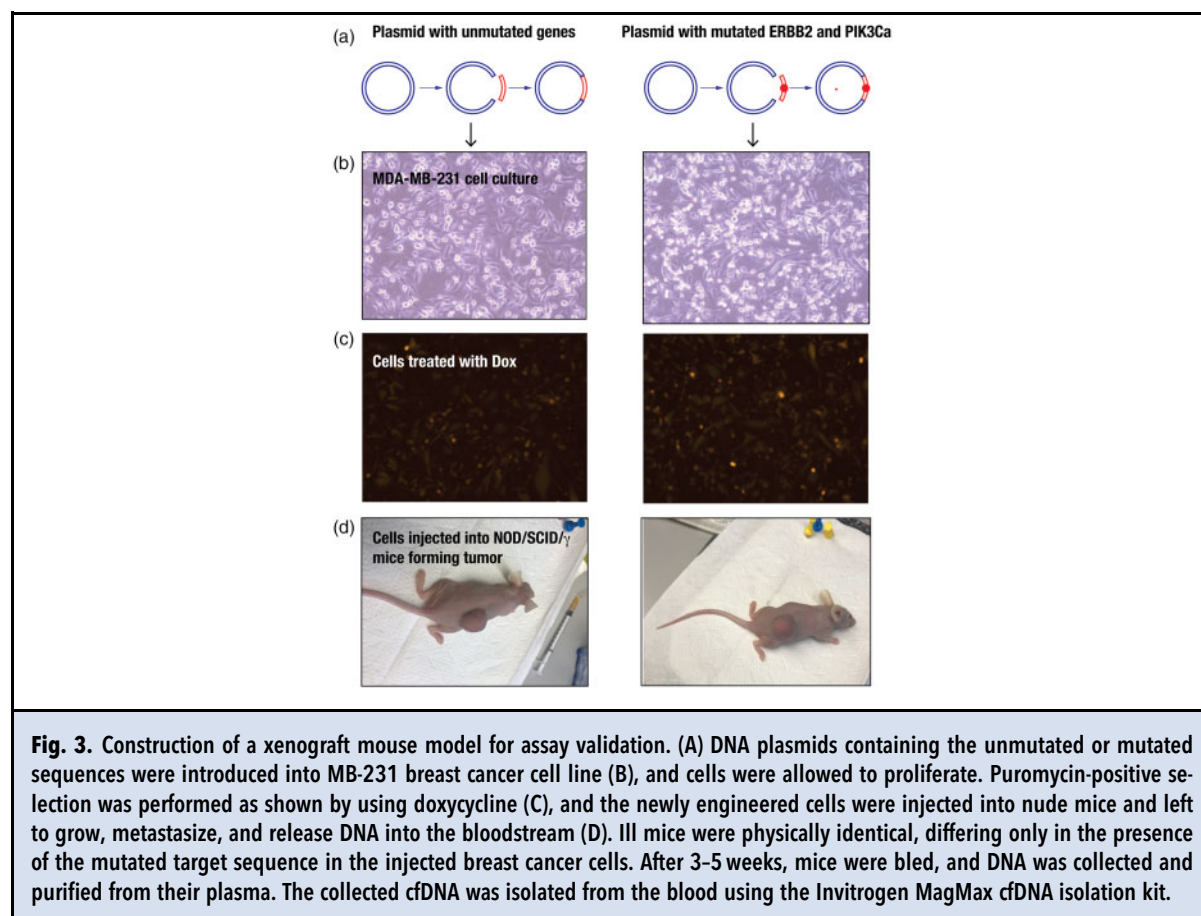 (a) Plasmid with unmutated genes Plasmid with mutated ERBB2 and PIK3Ca
(b) MDA-MB-231 cell culture
(c) Cells treated with Dox
(d) Cells injected into NOD/SCID/γ
mice forming tumor
Fig. 3. Construction of a xenograft mouse model for assay validation. (A) DNA plasmids containing the unmutated or mutated
sequences were introduced into MB-231 breast cancer cell line (B), and cells were allowed to proliferate. Puromycin-positive se-
lection was performed as shown by using doxycycline (C), and the newly engineered cells were injected into nude mice and left
to grow, metastasize, and release DNA into the bloodstream (D). Ill mice were physically identical, differing only in the presence
of the mutated target sequence in the injected breast cancer cells. After 3–5 weeks, mice were bled, and DNA was collected and
purified from their plasma. The collected cfDNA was isolated from the blood using the Invitrogen MagMax cfDNA isolation kit.